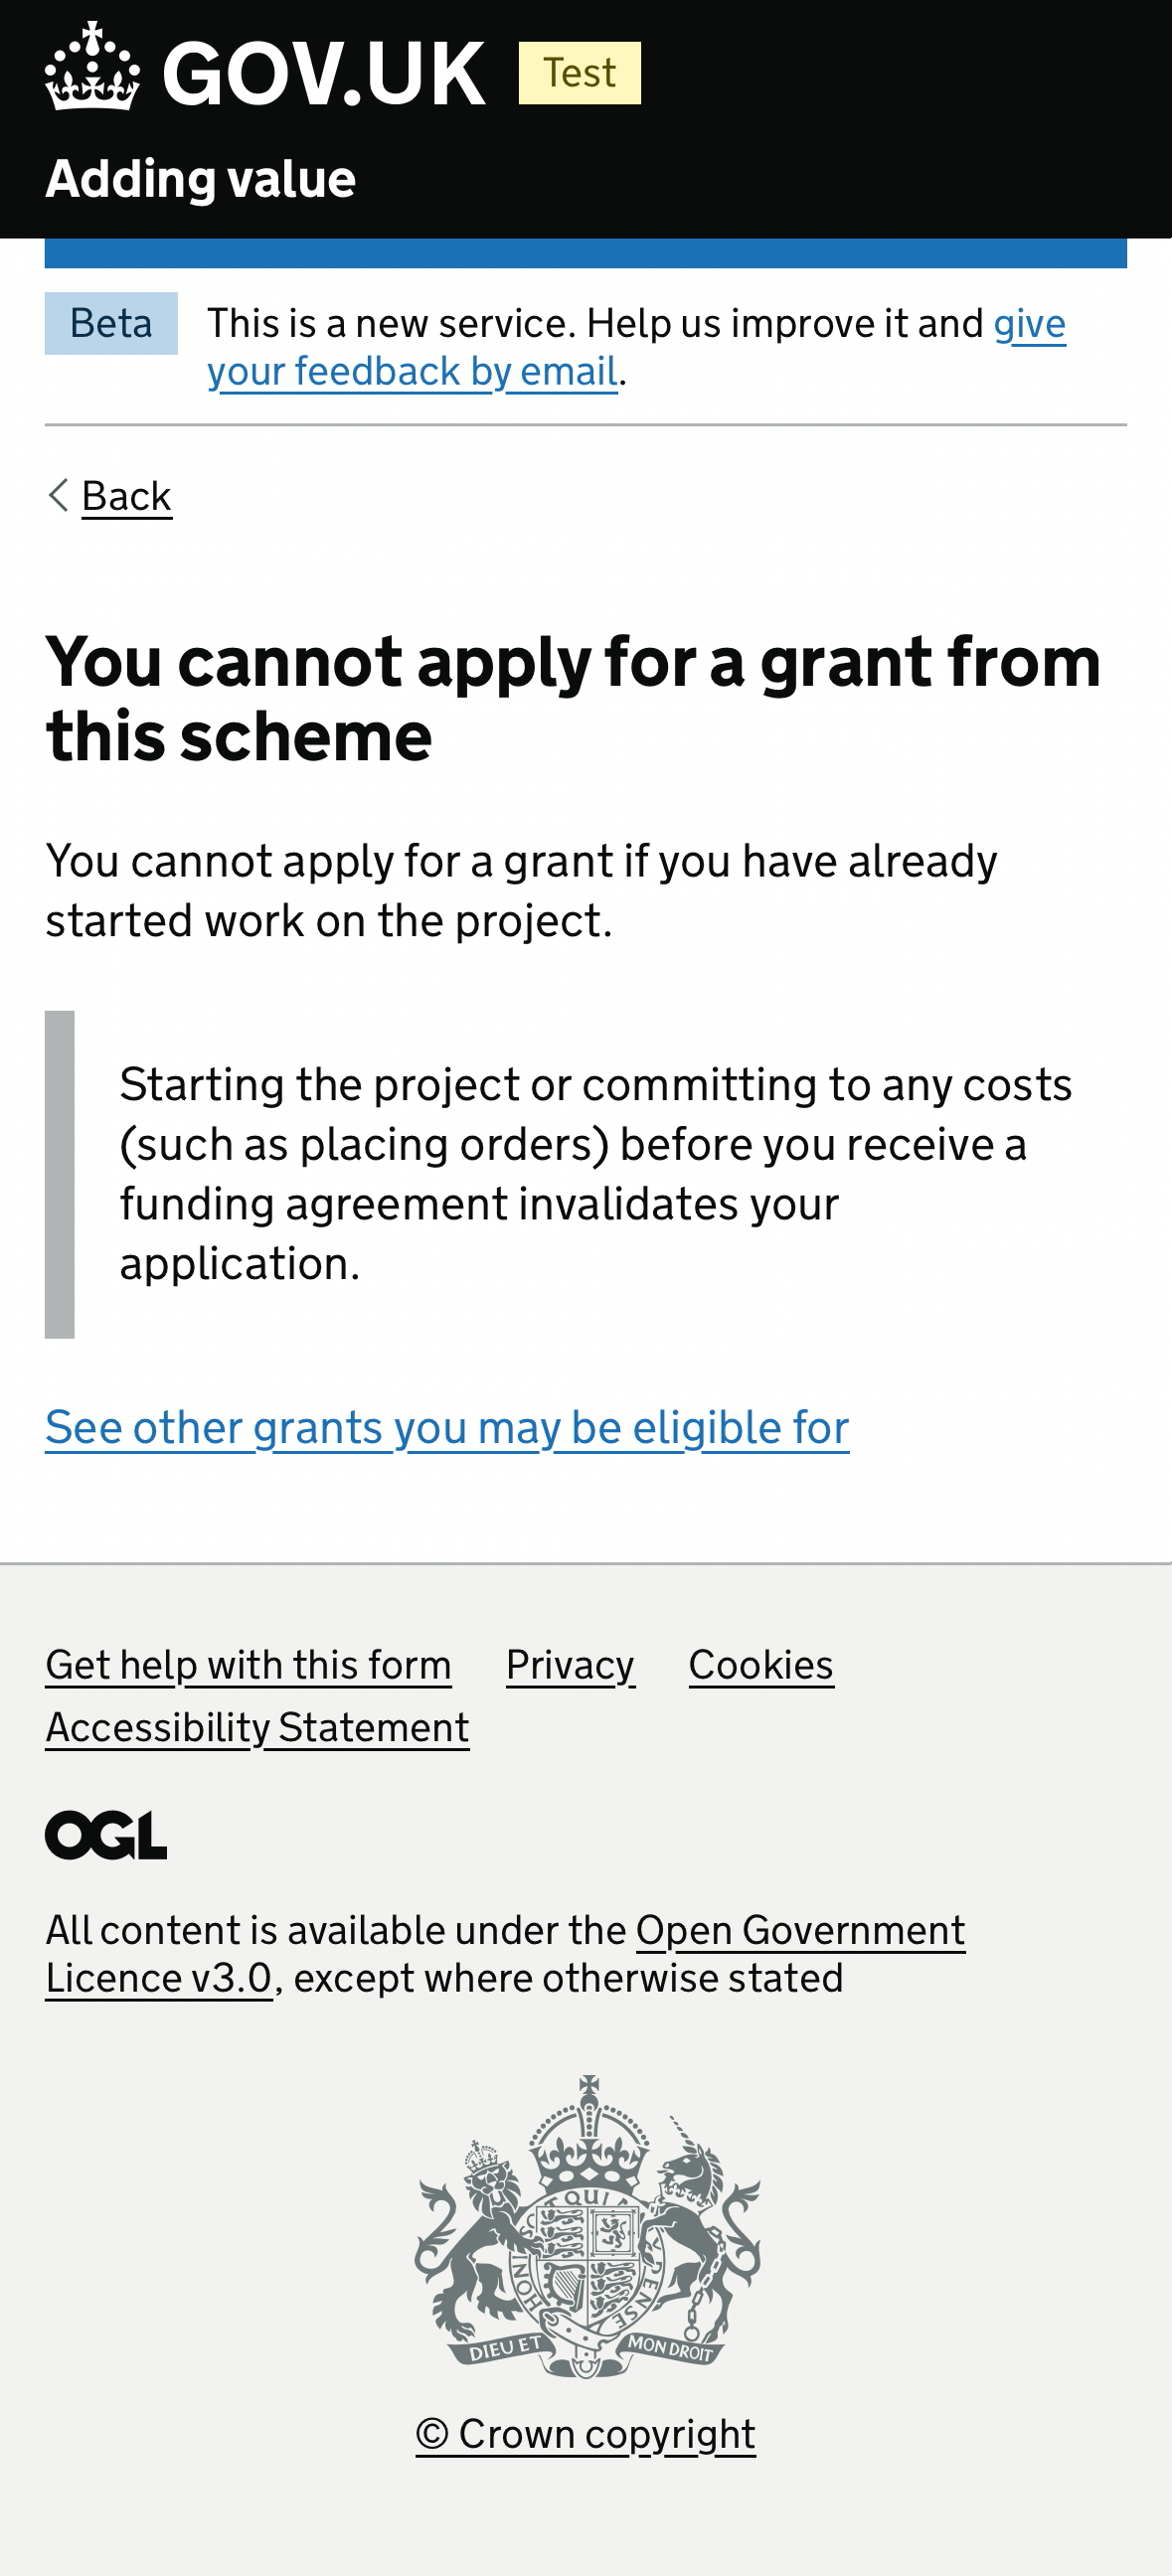 GOV.UK Test
Adding value
Beta This is a new service. Help us improve it and give
your feedback by email.
Back
You cannot apply for a grant from
this scheme
You cannot apply for a grant if you have already
started work on the project.
Starting the project or committing to any costs
(such as placing orders) before you receive a
funding agreement invalidates your
application.
See other grants you may be eligible for
Get help with this form Privacy Cookies
Accessibility Statement
OGL
All content is available under the Open Government
Licence v3.0, except where otherwise stated
QUI
HONI
PENSE
DIEU ET MON DROIT
© Crown copyright